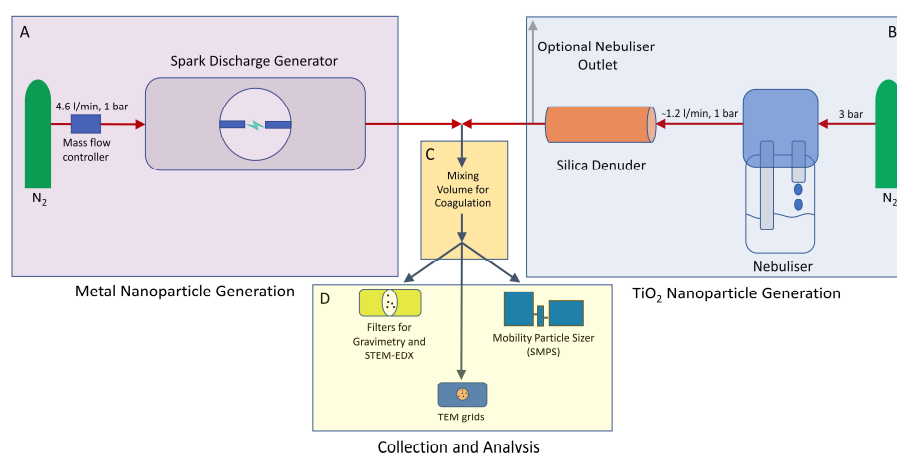 A
Spark Discharge Generator
4.6 l/min, 1 bar
Mass flow
controller
N2
Metal Nanoparticle Generation
B
Optional Nebuliser
Outlet
~1.2 l/min, 1 bar
3 bar
Silica Denuder
N2
Nebuliser
TiO2 Nanoparticle Generation
C
Mixing
Volume for
Coagulation
D
Filters for
Gravimetry and
STEM-EDX
Mobility Particle Sizer
(SMPS)
TEM grids
Collection and Analysis